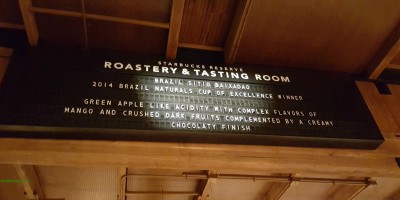 STARBUCKS RESERVE
ROASTERY & TASTING ROOM
BRAZIL SITIO BAIXADAO
2014 BRAZIL NATURALS CUP OF EXCELLENCE WINNER
GREEN APPLE LIKE ACIDITY WITH COMPLEX FLAVORS OF
MANGO AND CRUSHED DARK FRUITS COMPLEMENTED BY A CREAMY
CHOCOLATY FINISH